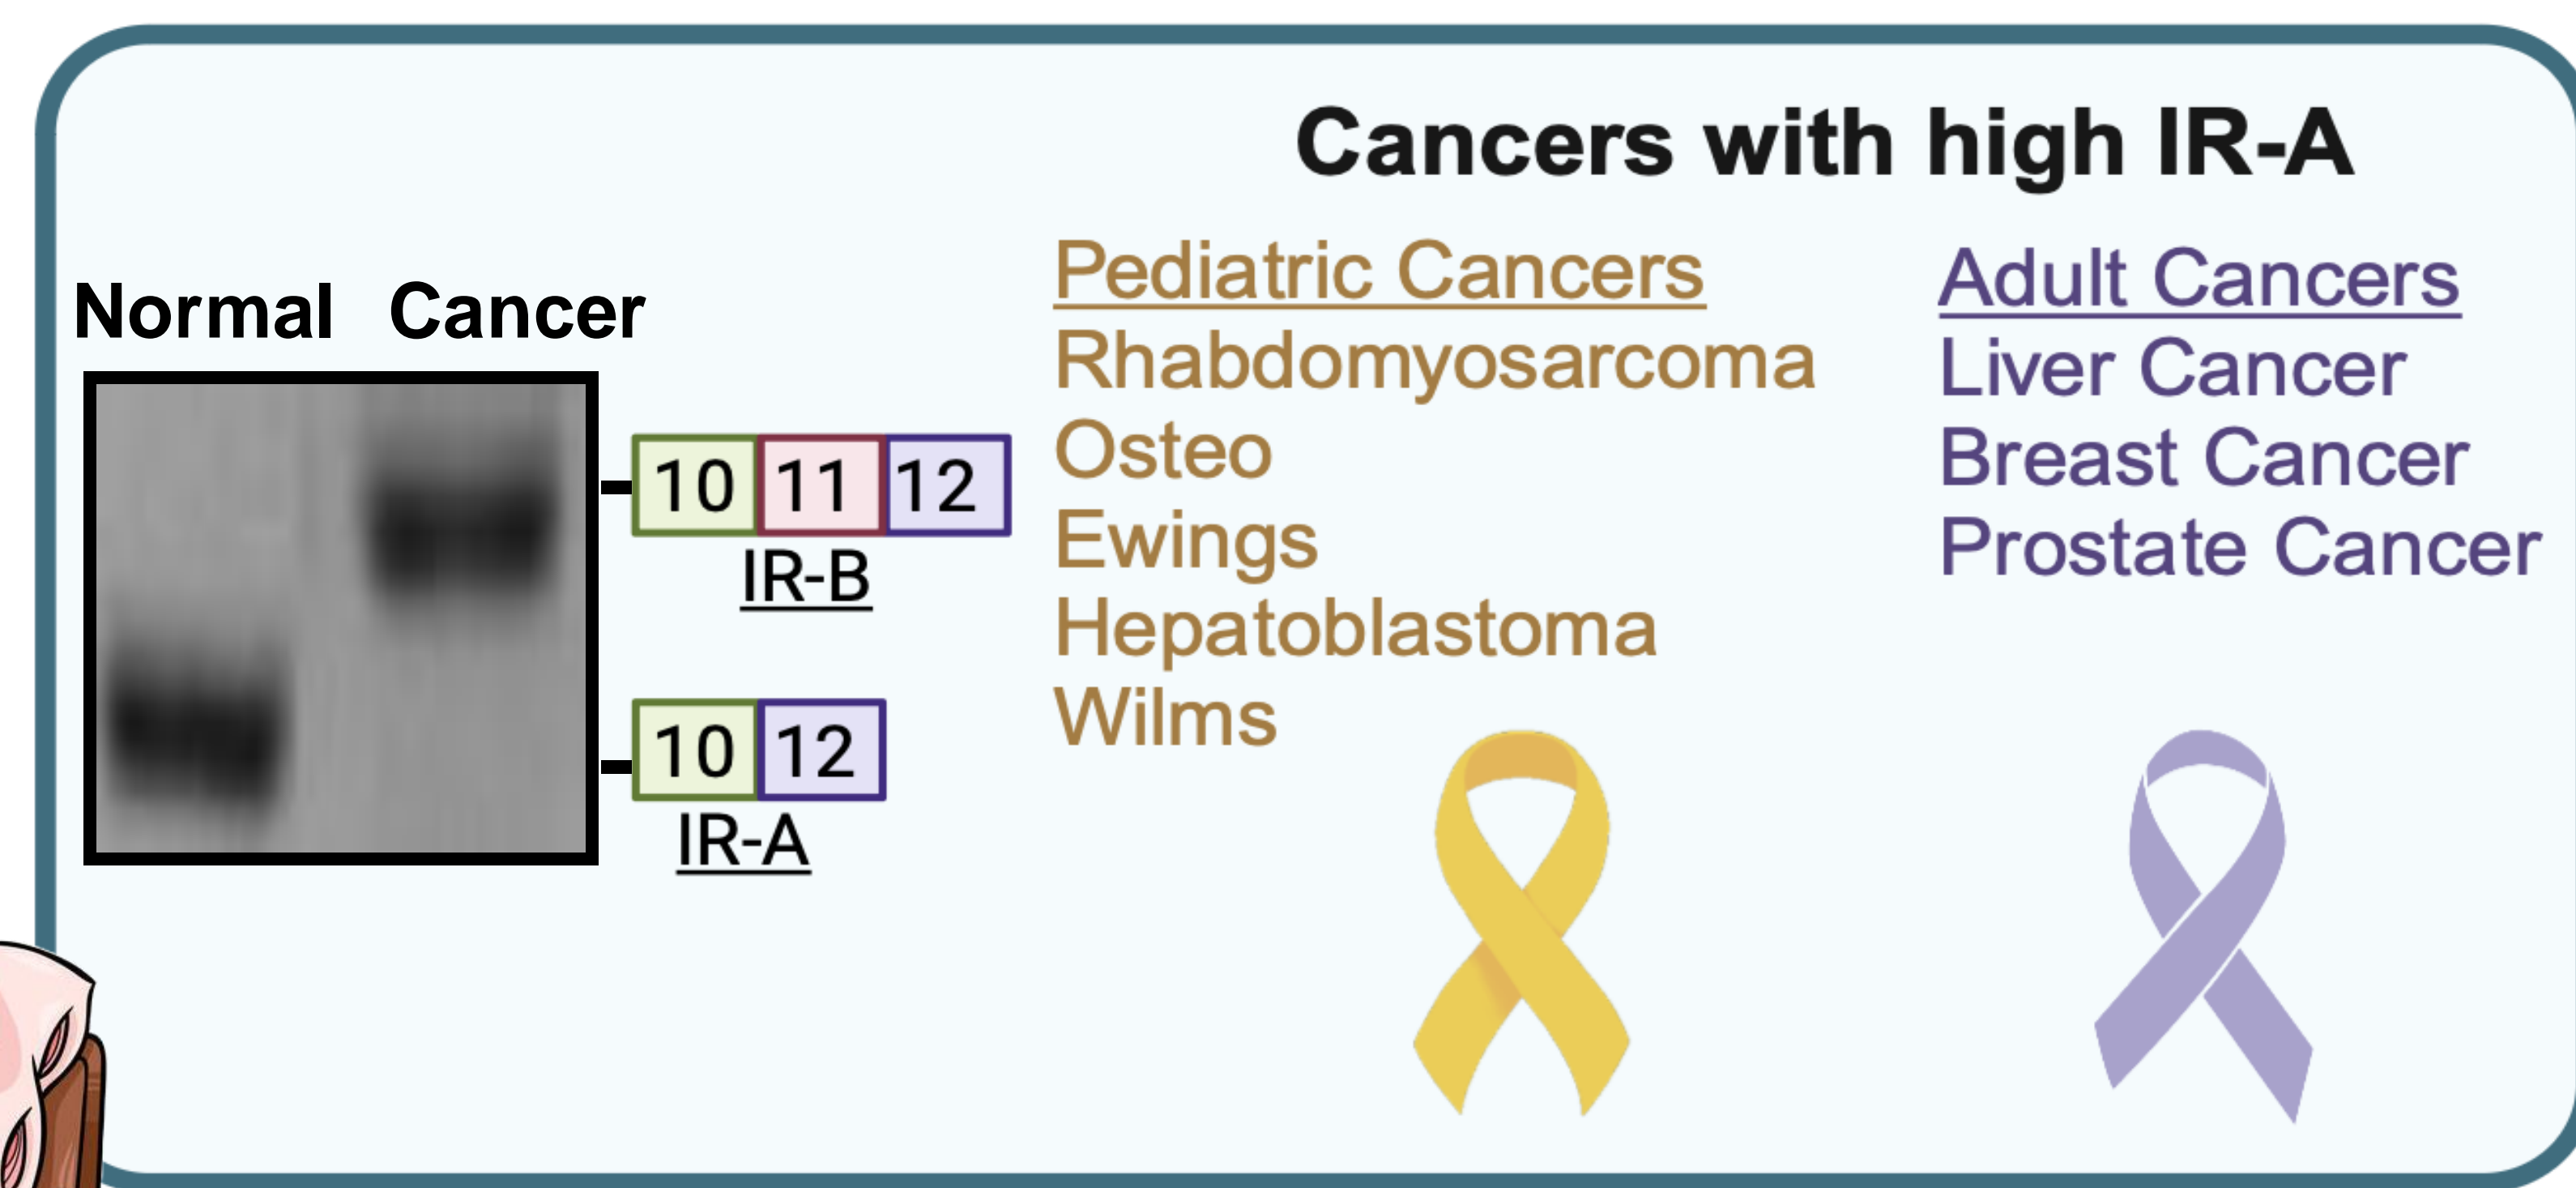 Cancers with high IR-A
Normal Cancer
10 11 12
IR-B
10 12
IR-A
Pediatric Cancers
Rhabdomyosarcoma
Osteo
Ewings
Hepatoblastoma
Wilms
Adult Cancers
Liver Cancer
Breast Cancer
Prostate Cancer